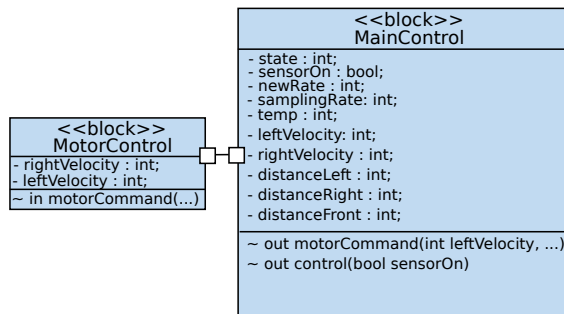 <<block>>
MotorControl
- rightVelocity : int;
- leftVelocity : int;
~ in motorCommand(...)
<<block>>
MainControl
- state : int;
- sensorOn : bool;
- newRate : int;
- samplingRate: int;
- temp : int;
- leftVelocity: int;
- rightVelocity : int;
- distanceLeft : int;
- distanceRight : int;
- distanceFront : int;
~ out motorCommand(int leftVelocity, ...)
~ out control(bool sensorOn)